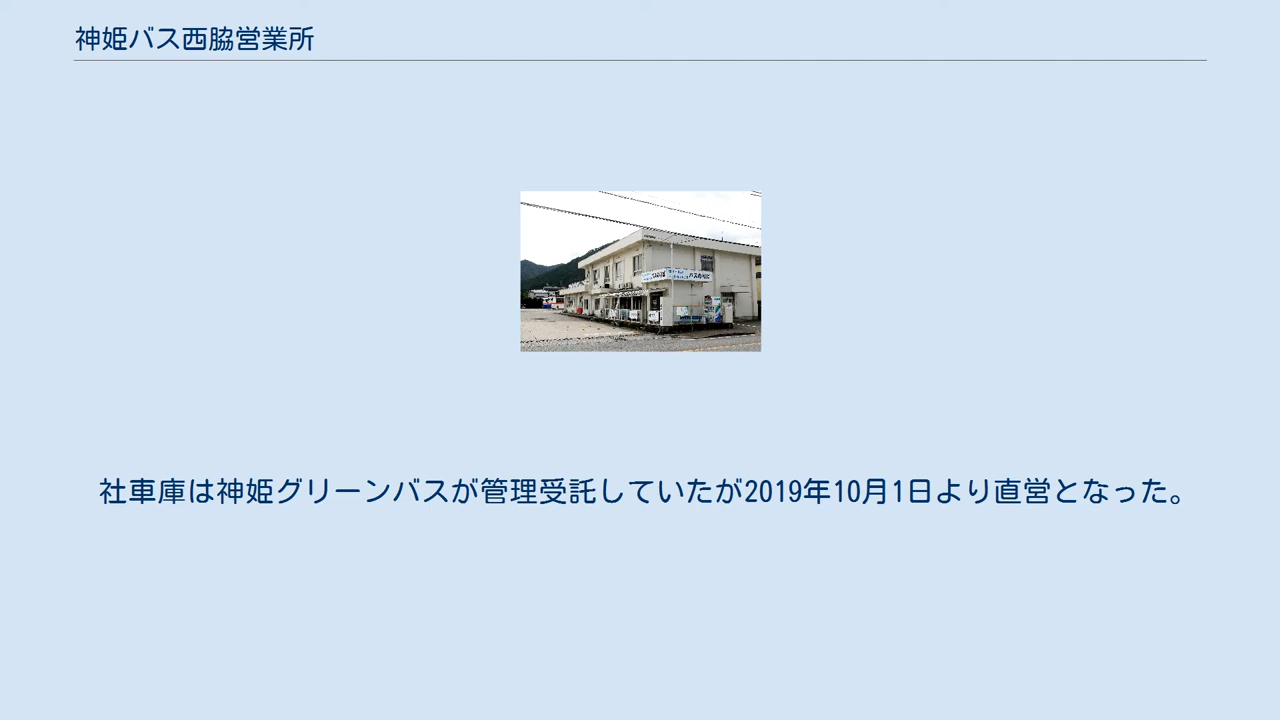 神姫バス西脇営業所
社車庫は神姫グリーンバスが管理受託していたが2019年10月1日より直営となった。